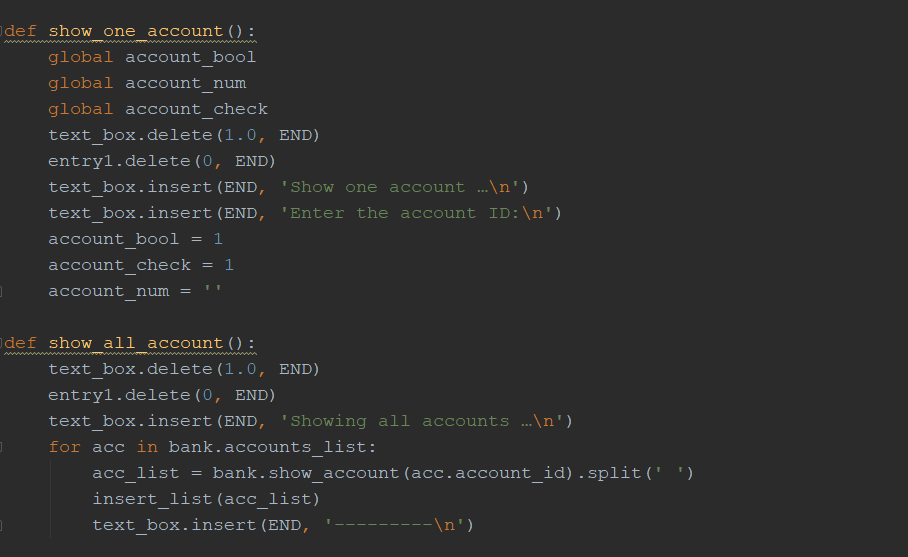 def show_one_account():
    global account_bool
    global account_num
    global account_check
    text_box.delete(1.0, END)
    entry1.delete(0, END)
    text_box.insert(END, 'Show one account …\n')
    text_box.insert(END, 'Enter the account ID:\n')
    account_bool = 1
    account_check = 1
    account_num = ''

def show_all_account():
    text_box.delete(1.0, END)
    entry1.delete(0, END)
    text_box.insert(END, 'Showing all accounts …\n')
    for acc in bank.accounts_list:
        acc_list = bank.show_account(acc.account_id).split(' ')
        insert_list(acc_list)
        text_box.insert(END, '---------\n')